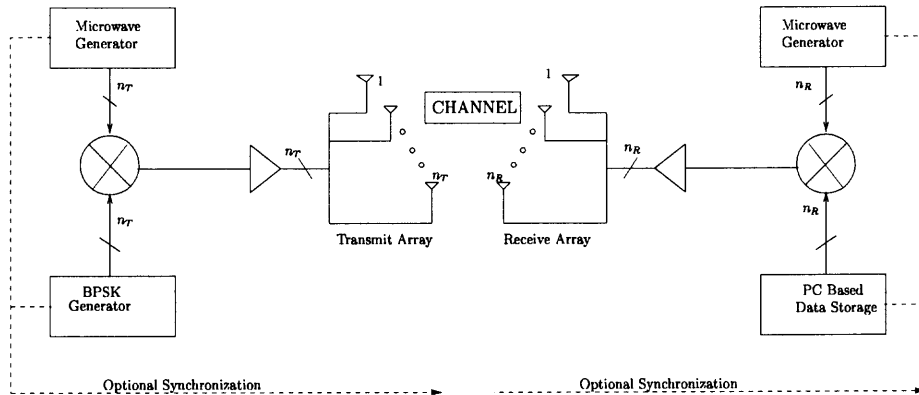 Microwave
Generator
n_T
n_T
BPSK
Generator
n_T
1
n_T
Transmit Array
CHANNEL
1
n_R
Receive Array
n_R
Microwave
Generator
n_R
n_R
PC Based
Data Storage
Optional Synchronization
Optional Synchronization